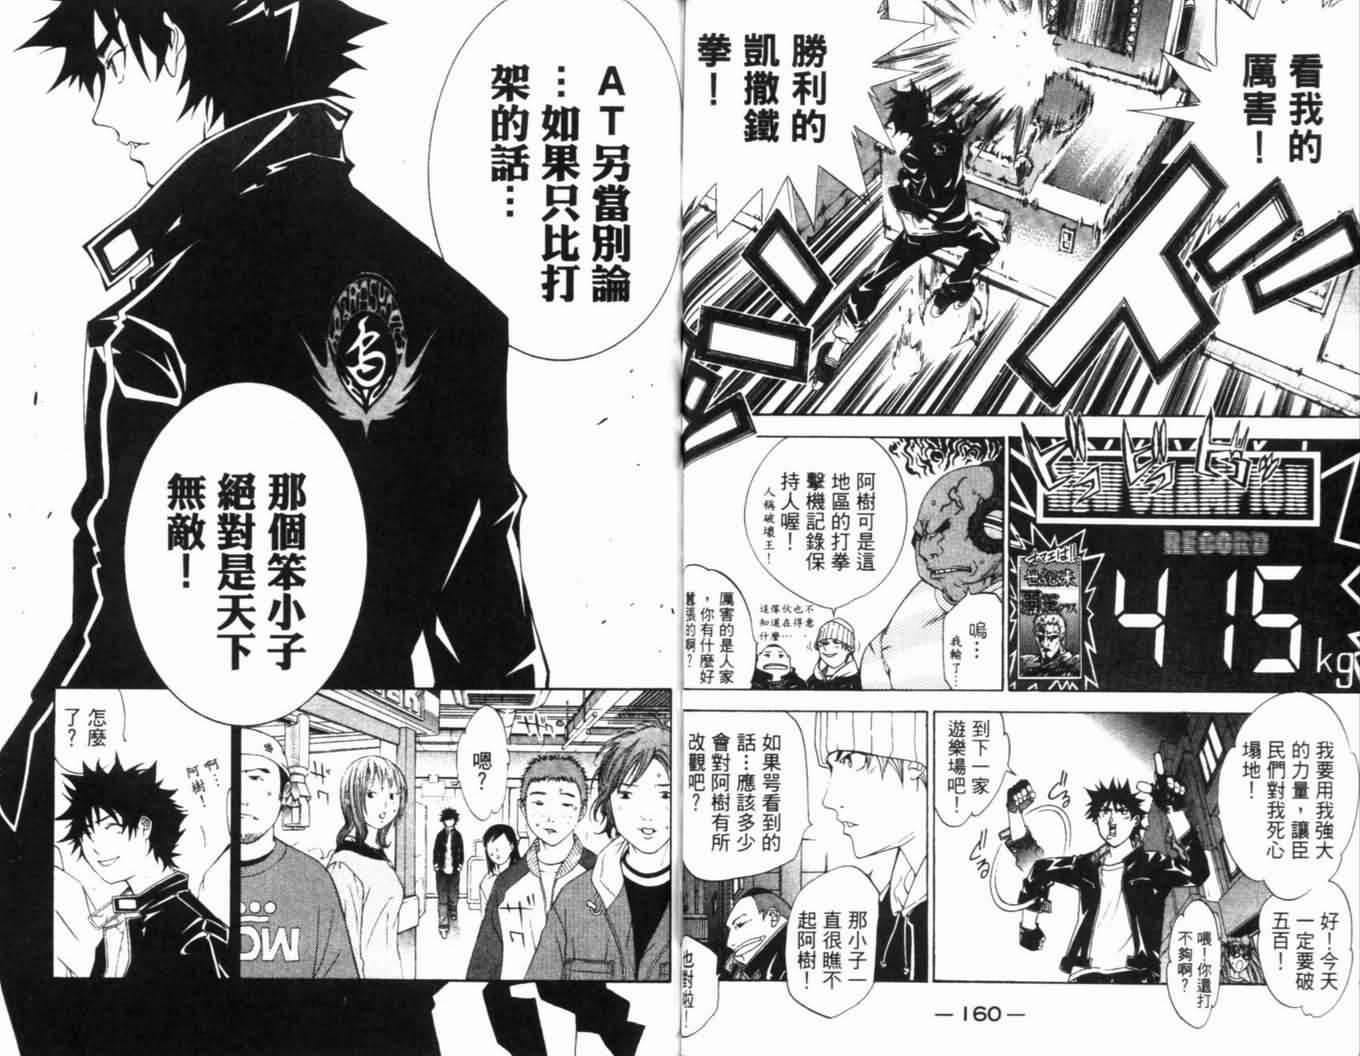 看我的
厲害！
勝利的
凱撒鐵
拳！
RECORD
415
kg
世紀末
阿樹可是這
地區的打拳
擊機記錄保
持人喔！
人稱破壞王！
嗚…
我輸了…
這傢伙也不
知道在得意
什麼…
厲害的是人家
，你有什麼好
囂張的啊？
我要用我強大
的力量，讓臣
民們對我死心
塌地！
好！今天
一定要破
五百！
喂！你還打
不夠啊？
到下一家
遊樂場吧！
如果咢看到的
話…應該多少
會對阿樹有所
改觀吧？
那小子一
直很瞧不
起阿樹！
也對啦！
—160—
AT另當別論
…如果只比打
架的話…
那個笨小子
絕對是天下
無敵！
嗯？
啊…
阿樹！
怎麼
了？